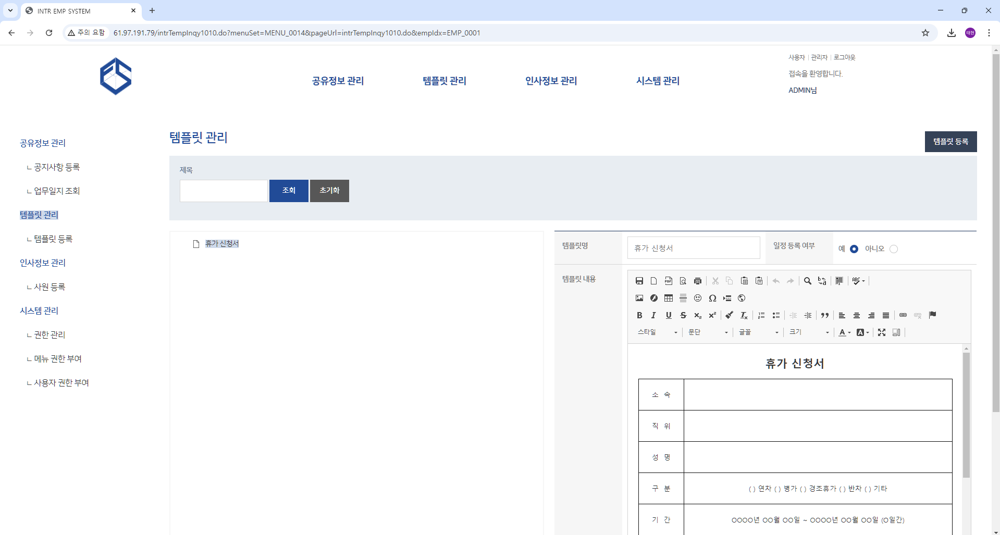 INTR EMP SYSTEM
주의 요함 61.97.191.79/intrTempInqy1010.do?menuSet=MENU_0014&pageUrl=intrTempInqy1010.do&empIdx=EMP_0001
태현
사용자 | 관리자 | 로그아웃
접속을 환영합니다.
ADMIN님
공유정보 관리 템플릿 관리 인사정보 관리 시스템 관리
공유정보 관리
ㄴ 공지사항 등록
ㄴ 업무일지 조회
템플릿 관리
ㄴ 템플릿 등록
인사정보 관리
ㄴ 사원 등록
시스템 관리
ㄴ 권한 관리
ㄴ 메뉴 권한 부여
ㄴ 사용자 권한 부여
템플릿 관리
템플릿 등록
제목
조회 초기화
휴가 신청서
템플릿명 휴가 신청서 일정 등록 여부 예 아니오
템플릿 내용
스타일 문단 글꼴 크기
휴가 신청서
소 속
직 위
성 명
구 분 ( ) 연차 ( ) 병가 ( ) 경조휴가 ( ) 반차 ( ) 기타
기 간 OOOO년 OO월 OO일 ~ OOOO년 OO월 OO일 (O일간)